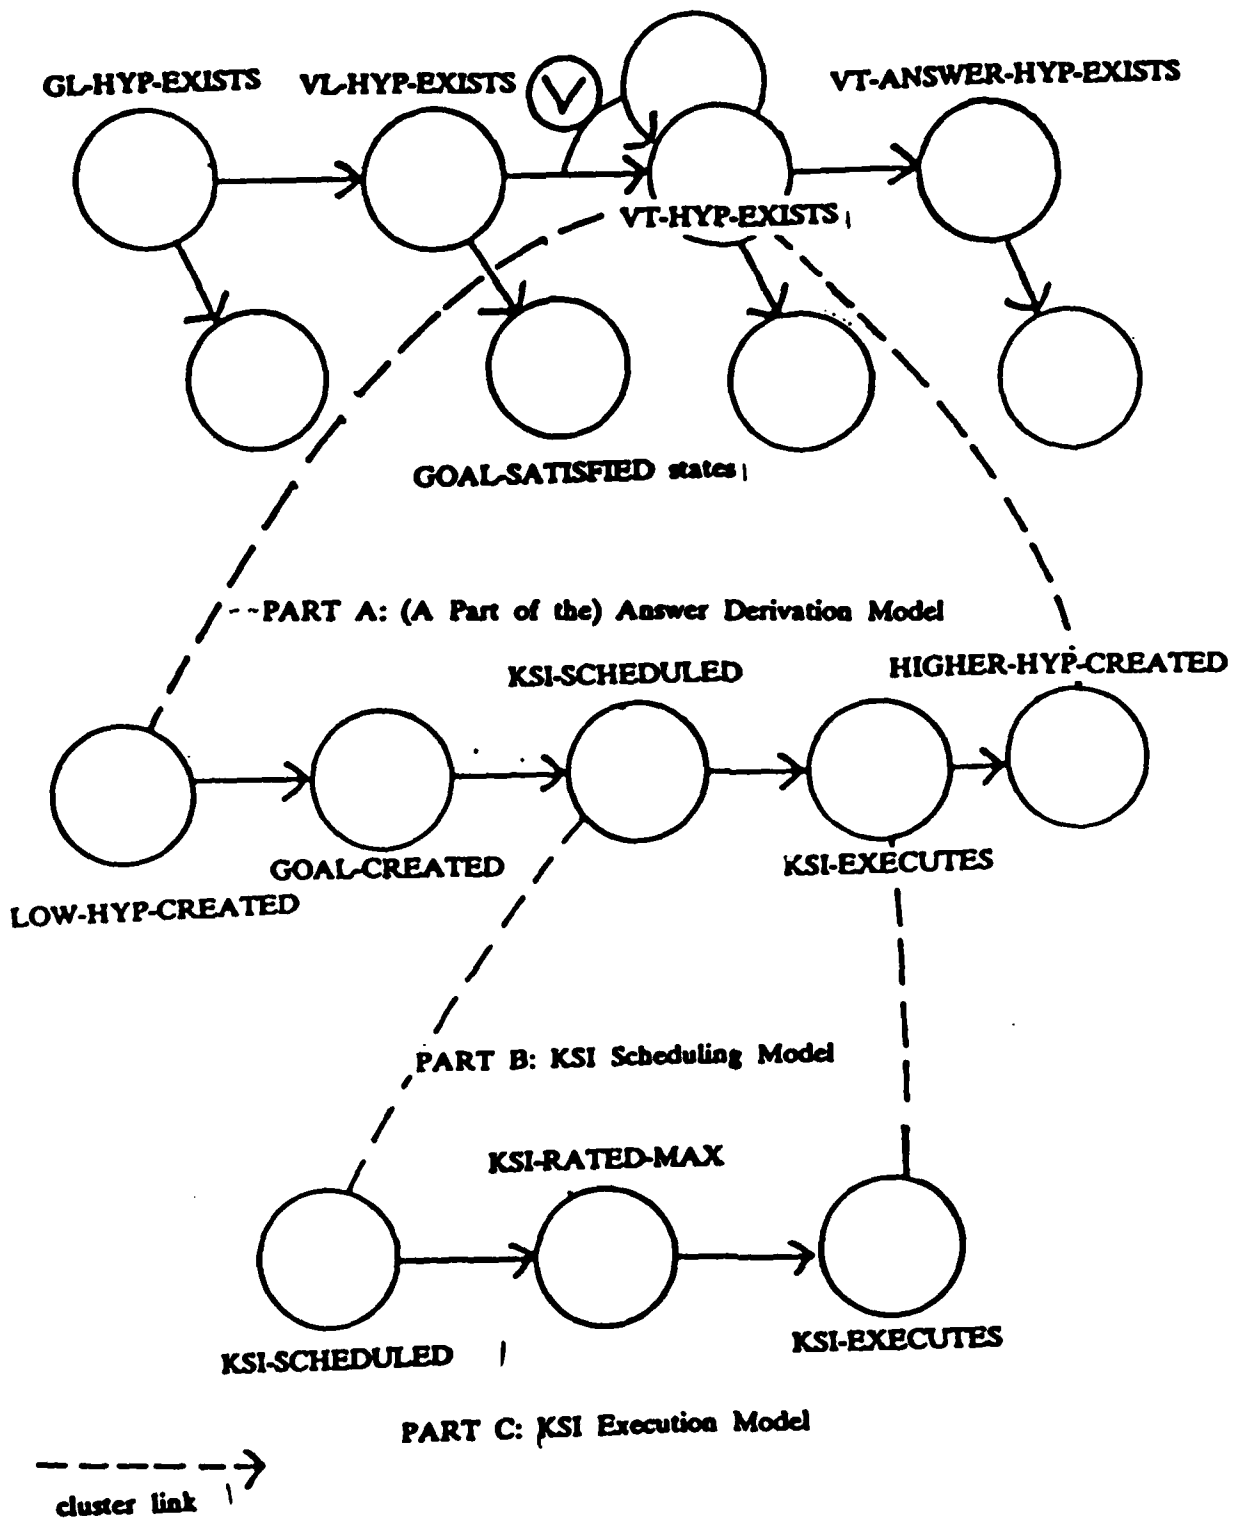 GL-HYP-EXISTS
VL-HYP-EXISTS
V
VT-ANSWER-HYP-EXISTS
VT-HYP-EXISTS
GOAL-SATISFIED states
PART A: (A Part of the) Answer Derivation Model
KSI-SCHEDULED
HIGHER-HYP-CREATED
GOAL-CREATED
KSI-EXECUTES
LOW-HYP-CREATED
PART B: KSI Scheduling Model
KSI-RATED-MAX
KSI-SCHEDULED
KSI-EXECUTES
PART C: KSI Execution Model
cluster link